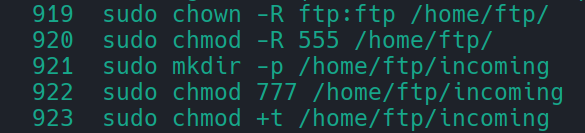 919 sudo chown -R ftp:ftp /home/ftp/
920 sudo chmod -R 555 /home/ftp/
921 sudo mkdir -p /home/ftp/incoming
922 sudo chmod 777 /home/ftp/incoming
923 sudo chmod +t /home/ftp/incoming